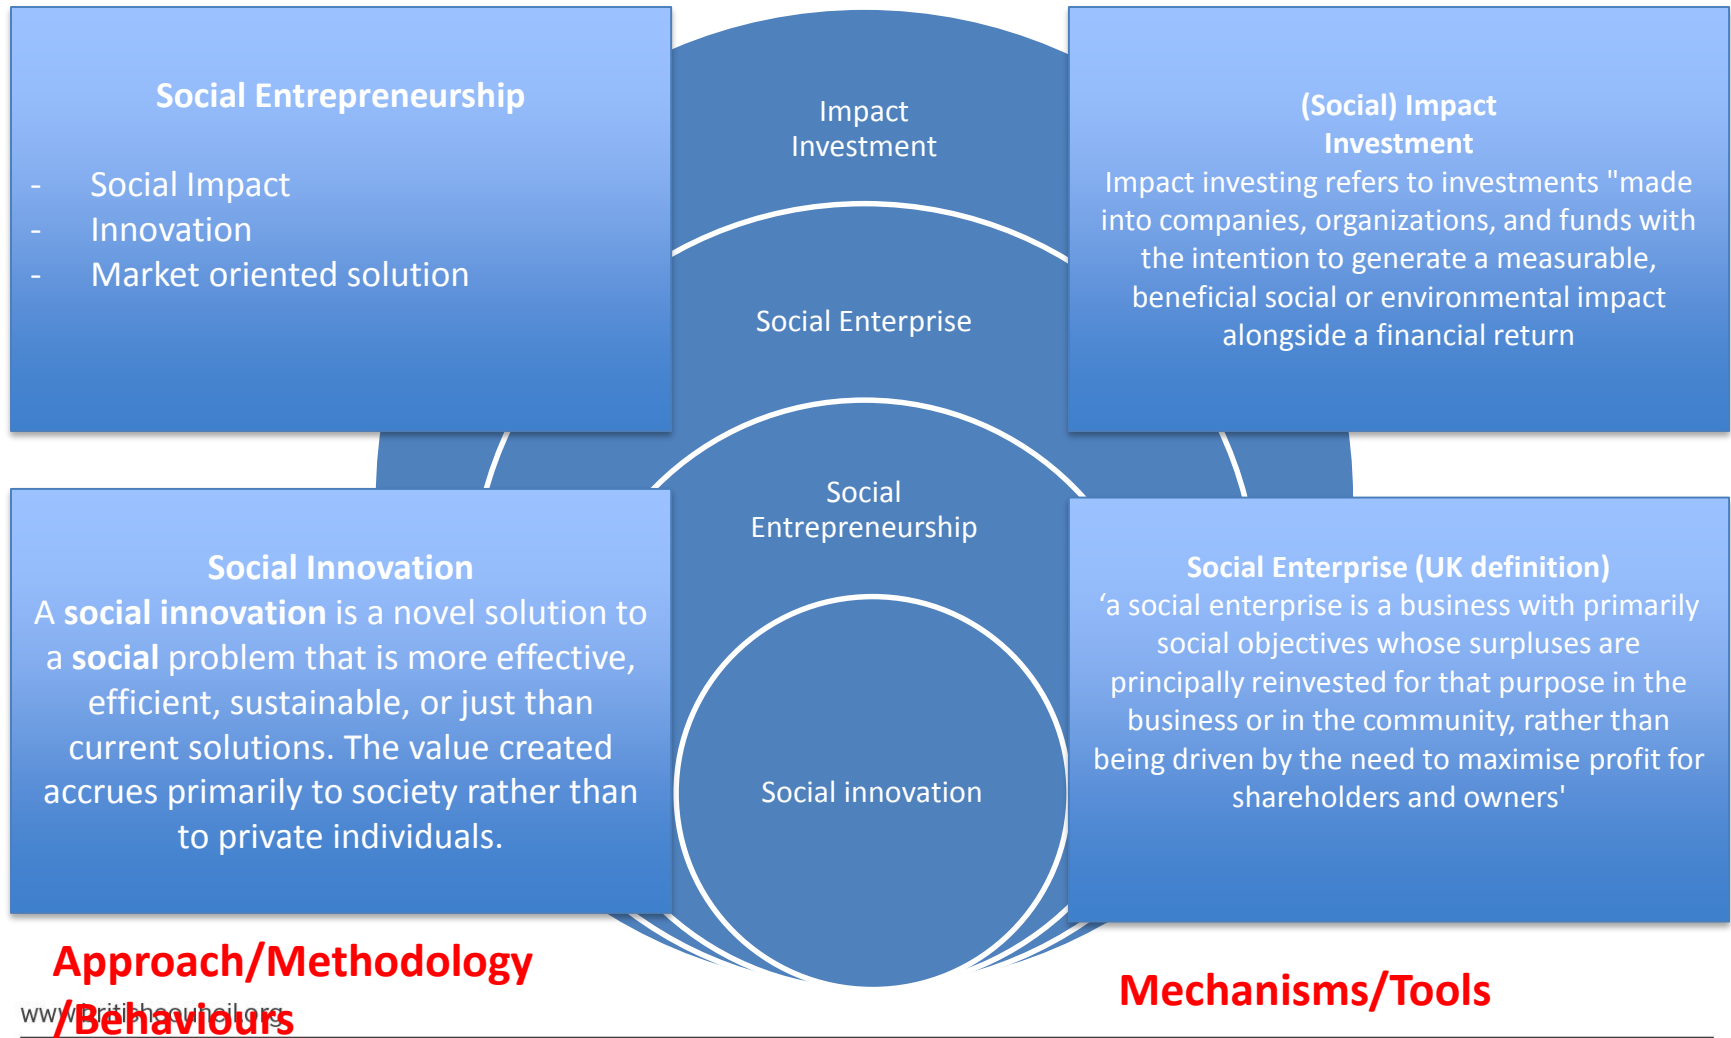 Social Entrepreneurship
- Social Impact
- Innovation
- Market oriented solution
Impact
Investment
Social Enterprise
Social
Entrepreneurship
Social innovation
(Social) Impact
Investment
Impact investing refers to investments "made
into companies, organizations, and funds with
the intention to generate a measurable,
beneficial social or environmental impact
alongside a financial return
Social Innovation
A social innovation is a novel solution to
a social problem that is more effective,
efficient, sustainable, or just than
current solutions. The value created
accrues primarily to society rather than
to private individuals.
Social Enterprise (UK definition)
‘a social enterprise is a business with primarily
social objectives whose surpluses are
principally reinvested for that purpose in the
business or in the community, rather than
being driven by the need to maximise profit for
shareholders and owners'
Approach/Methodology
/Behaviours
Mechanisms/Tools
www.britishcouncil.org